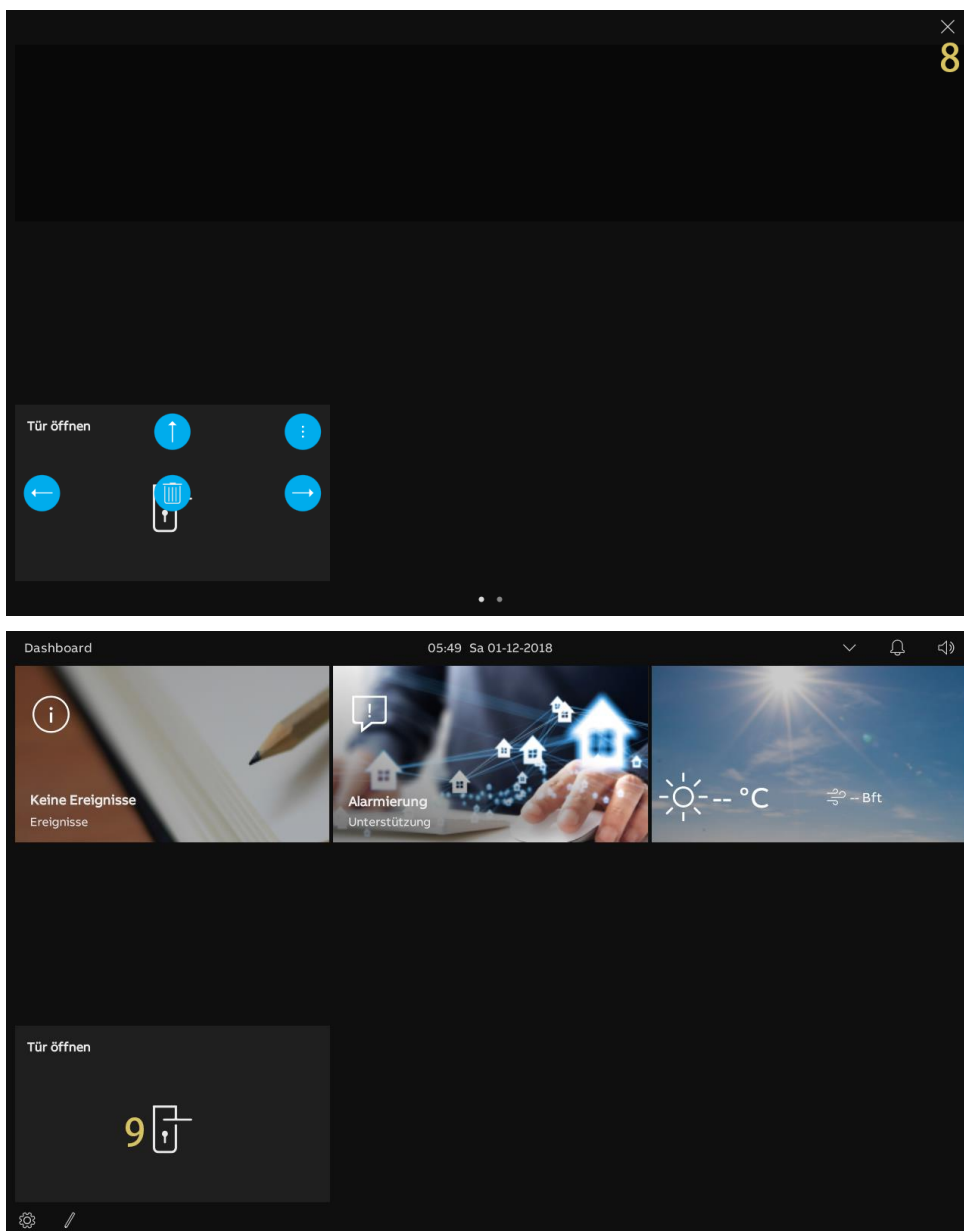 8
Tür öffnen
Dashboard 05:49 Sa 01-12-2018
Keine Ereignisse
Ereignisse
Alarmierung
Unterstützung
-- °C -- Bft
Tür öffnen
9